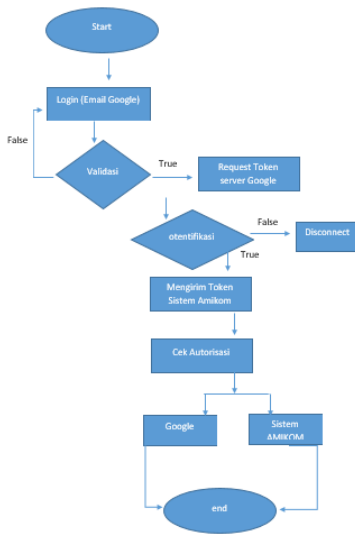 Start
Login (Email Google)
False
Validasi
True
Request Token
server Google
otentifikasi
False
Disconnect
True
Mengirim Token
Sistem Amikom
Cek Autorisasi
Google
Sistem
AMIKOM
end